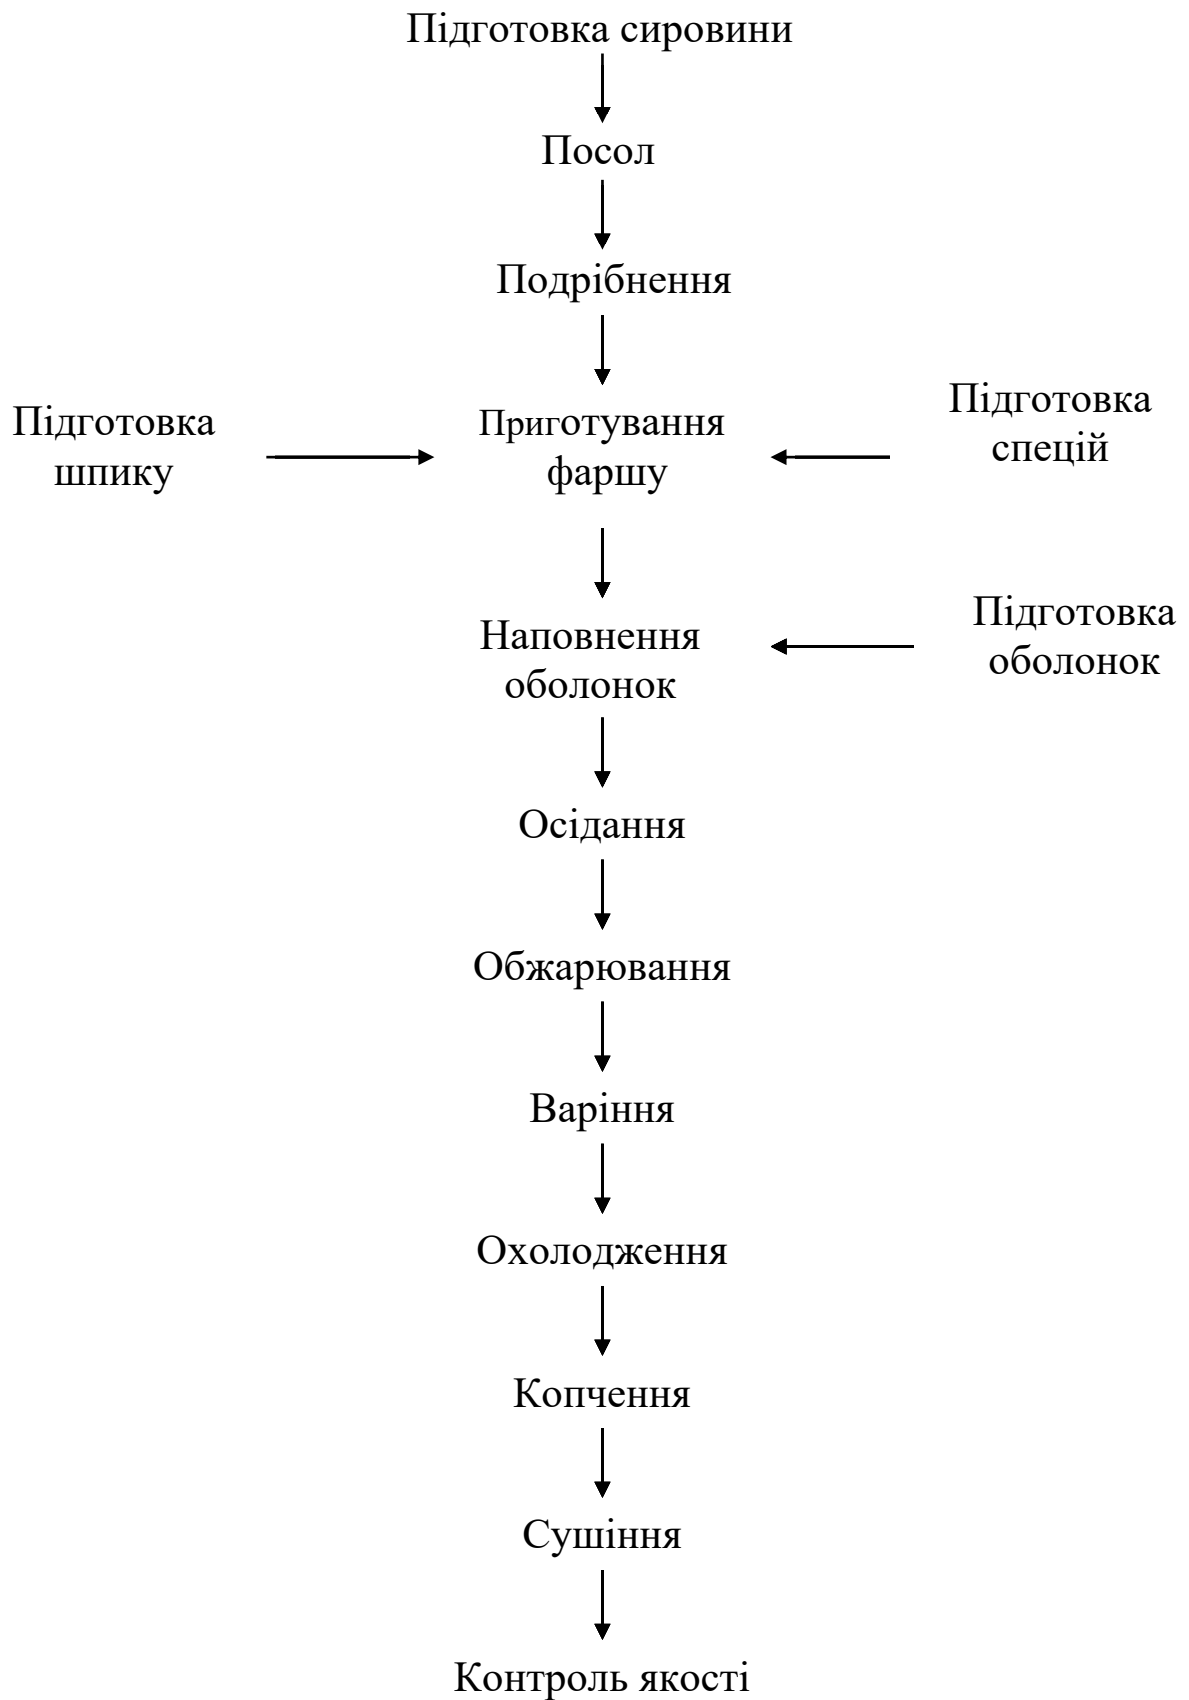 Підготовка сировини
Посол
Подрібнення
Підготовка
шпику
Приготування
фаршу
Підготовка
спецій
Наповнення
оболонок
Підготовка
оболонок
Осідання
Обжарювання
Варіння
Охолодження
Копчення
Сушіння
Контроль якості